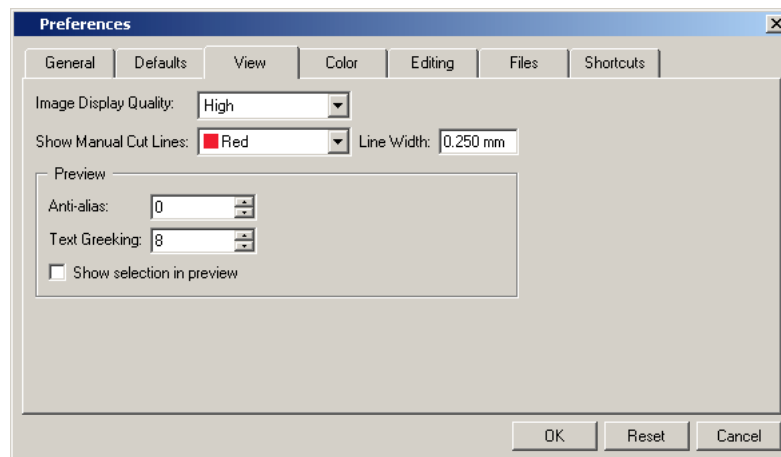 Preferences
General Defaults View Color Editing Files Shortcuts
Image Display Quality: High
Show Manual Cut Lines: Red Line Width: 0.250 mm
Preview
Anti-alias: 0
Text Greeking: 8
Show selection in preview
OK Reset Cancel